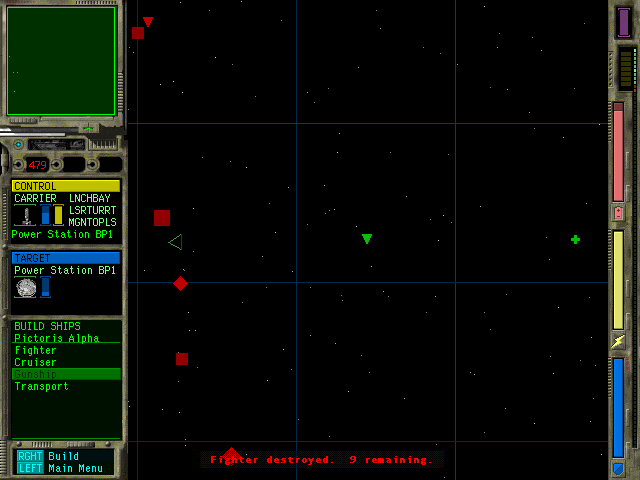 479
CONTROL
CARRIER LNCHBAY
LSRTURRT
MGNTOPLS
Power Station BP1
TARGET
Power Station BP1
BUILD SHIPS
Pictoris Alpha
Fighter
Cruiser
Gunship
Transport
RGHT Build
LEFT Main Menu
Fighter destroyed. 9 remaining.